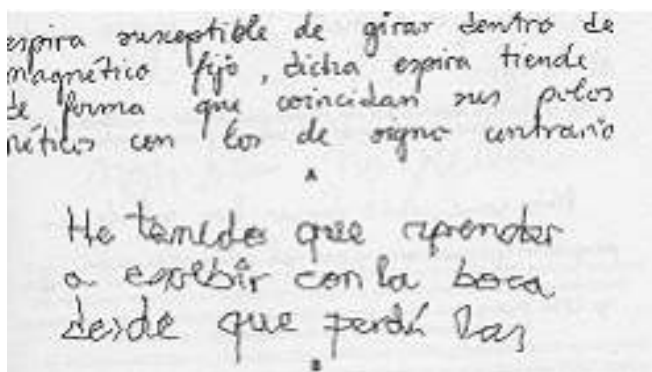 espira susceptible de girar dentro de
magnético fijo, dicha espira tiende
de forma que coincidan sus polos
néticos con los de signo contrario
A
He tenido que aprender
a escribir con la boca
desde que perdí las
B